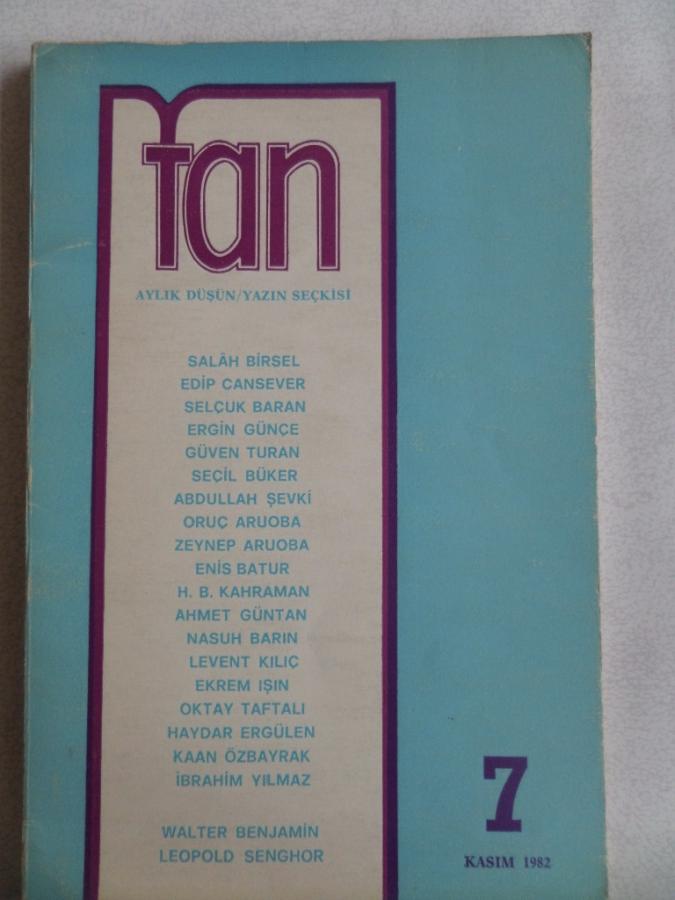 Tan
AYLIK DÜŞÜN/YAZIN SEÇKİSİ
SALÂH BİRSEL
EDİP CANSEVER
SELÇUK BARAN
ERGİN GÜNÇE
GÜVEN TURAN
SEÇİL BÜKER
ABDULLAH ŞEVKİ
ORUÇ ARUOBA
ZEYNEP ARUOBA
ENİS BATUR
H. B. KAHRAMAN
AHMET GÜNTAN
NASUH BARIN
LEVENT KILIÇ
EKREM IŞIN
OKTAY TAFTALI
HAYDAR ERGÜLEN
KAAN ÖZBAYRAK
İBRAHİM YILMAZ
WALTER BENJAMİN
LEOPOLD SENGHOR
7
KASIM 1982